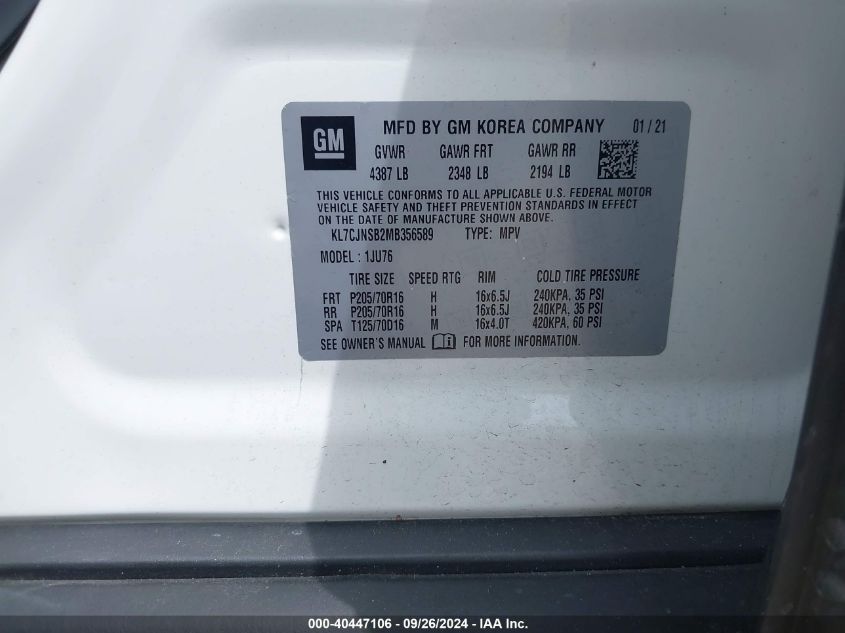 GM
MFD BY GM KOREA COMPANY 01/21
GVWR GAWR FRT GAWR RR
4387 LB 2348 LB 2194 LB
THIS VEHICLE CONFORMS TO ALL APPLICABLE U.S. FEDERAL MOTOR
VEHICLE SAFETY AND THEFT PREVENTION STANDARDS IN EFFECT
ON THE DATE OF MANUFACTURE SHOWN ABOVE.
KL7CJNSB2MB356589 TYPE: MPV
MODEL : 1JU76
TIRE SIZE SPEED RTG RIM COLD TIRE PRESSURE
FRT P205/70R16 H 16x6.5J 240KPA, 35 PSI
RR P205/70R16 H 16x6.5J 240KPA, 35 PSI
SPA T125/70D16 M 16x4.0T 420KPA, 60 PSI
SEE OWNER'S MANUAL FOR MORE INFORMATION.
000-40447106 - 09/26/2024 - IAA Inc.